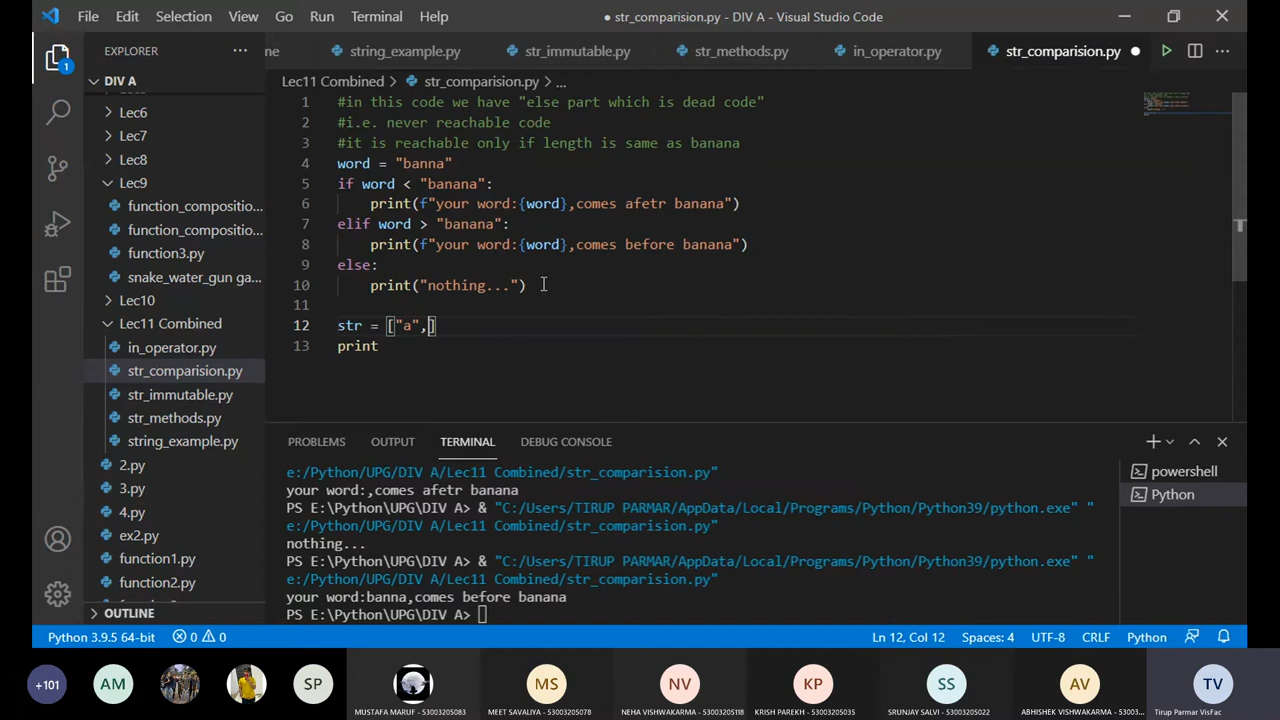 File Edit Selection View Go Run Terminal Help
● str_comparision.py - DIV A - Visual Studio Code
EXPLORER
me string_example.py str_immutable.py str_methods.py in_operator.py str_comparision.py
DIV A
Lec11 Combined > str_comparision.py > ...
Lec6
Lec7
Lec8
Lec9
function_compositio...
function_compositio...
function3.py
snake_water_gun ga...
Lec10
Lec11 Combined
in_operator.py
str_comparision.py
str_immutable.py
str_methods.py
string_example.py
2.py
3.py
4.py
ex2.py
function1.py
function2.py
OUTLINE
1 #in this code we have "else part which is dead code"
2 #i.e. never reachable code
3 #it is reachable only if length is same as banana
4 word = "banna"
5 if word < "banana":
6 print(f"your word:{word},comes afetr banana")
7 elif word > "banana":
8 print(f"your word:{word},comes before banana")
9 else:
10 print("nothing...")
11
12 str = ["a",]
13 print
PROBLEMS OUTPUT TERMINAL DEBUG CONSOLE
powershell
Python
e:/Python/UPG/DIV A/Lec11 Combined/str_comparision.py"
your word:,comes afetr banana
PS E:\Python\UPG\DIV A> & "C:/Users/TIRUP PARMAR/AppData/Local/Programs/Python/Python39/python.exe" "
e:/Python/UPG/DIV A/Lec11 Combined/str_comparision.py"
nothing...
PS E:\Python\UPG\DIV A> & "C:/Users/TIRUP PARMAR/AppData/Local/Programs/Python/Python39/python.exe" "
e:/Python/UPG/DIV A/Lec11 Combined/str_comparision.py"
your word:banna,comes before banana
PS E:\Python\UPG\DIV A>
1
Python 3.9.5 64-bit 0 0 Ln 12, Col 12 Spaces: 4 UTF-8 CRLF Python
+101 AM SP MS NV KP SS AV TV
MUSTAFA MARUF - 53003205083 MEET SAVALIYA - 53003205078 NEHA VISHWAKARMA - 53003205118 KRISH PAREKH - 53003205035 SRUNJAY SALVI - 53003205022 ABHISHEK VISHWAKARMA - 53003... Tirup Parmar VisFac